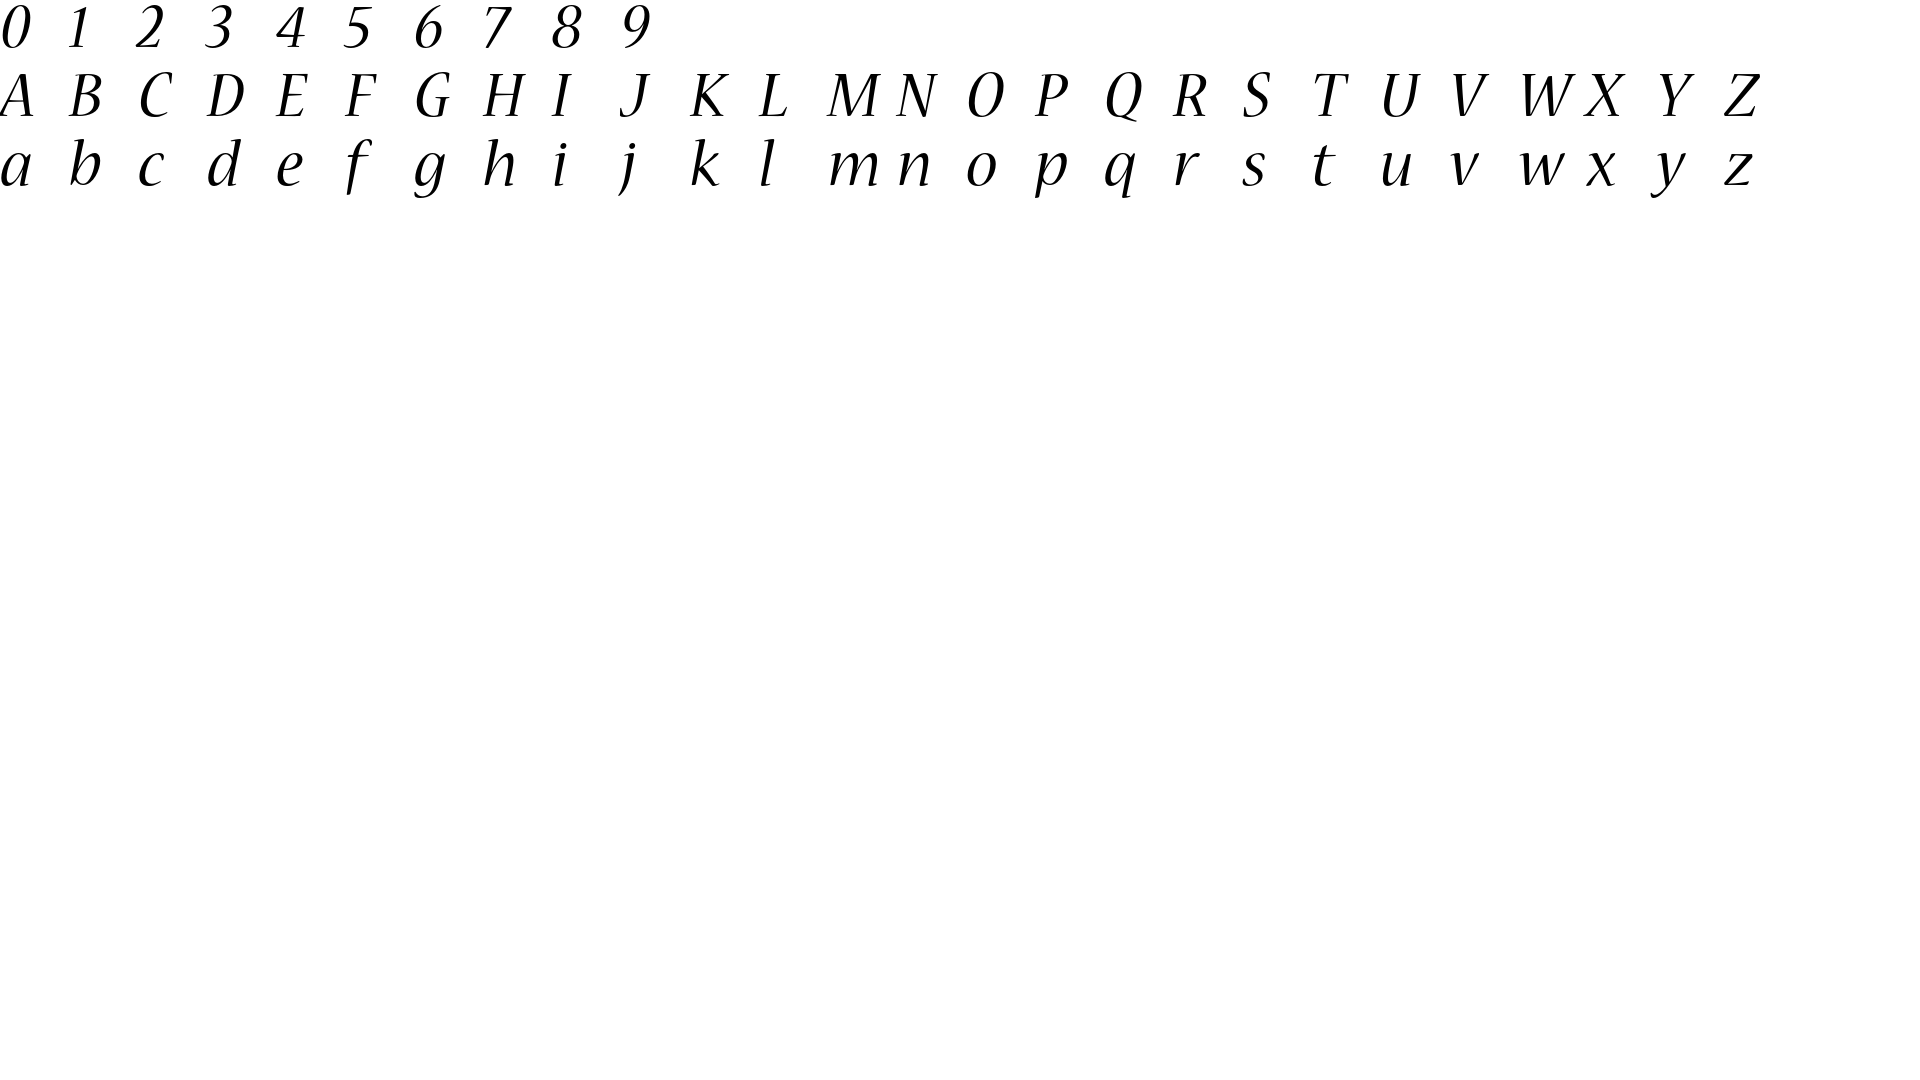 0 1 2 3 4 5 6 7 8 9
A B C D E F G H I J K L M N O P Q R S T U V W X Y Z
a b c d e f g h i j k l m n o p q r s t u v w x y z